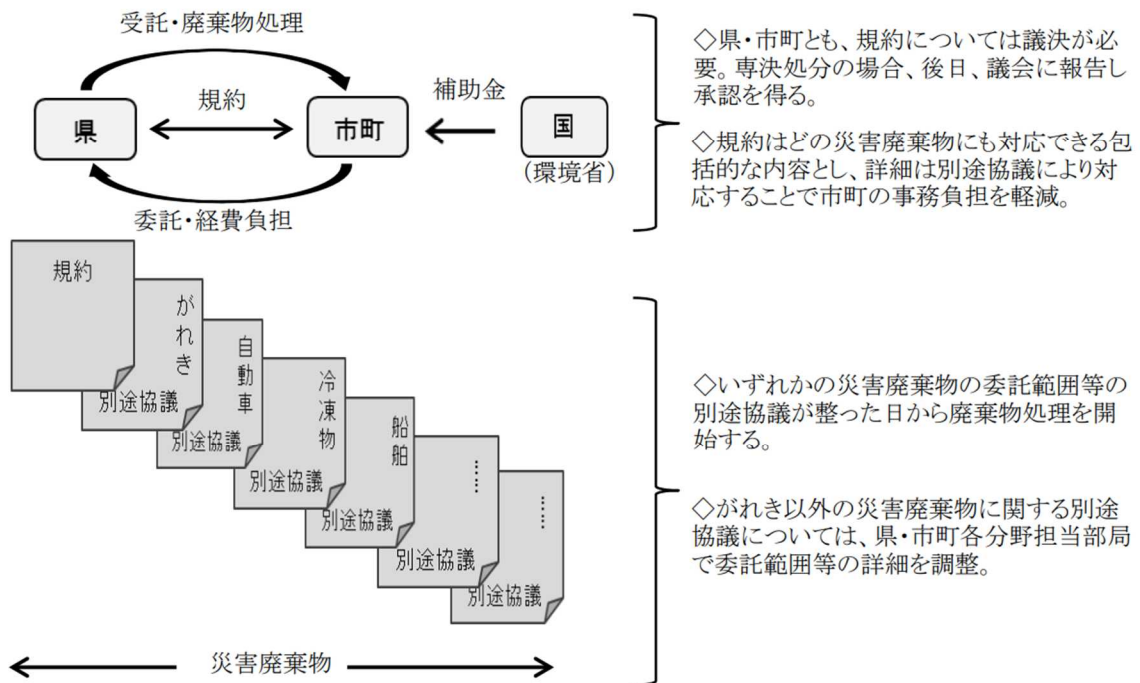 受託・廃棄物処理
県
規約
市町
補助金
国
(環境省)
委託・経費負担
◇県・市町とも、規約については議決が必
要。専決処分の場合、後日、議会に報告し
承認を得る。
◇規約はどの災害廃棄物にも対応できる包
括的な内容とし、詳細は別途協議により対
応することで市町の事務負担を軽減。
規約
がれき
別途協議
自動車
別途協議
冷凍物
別途協議
船舶
別途協議
……
別途協議
……
別途協議
災害廃棄物
◇いずれかの災害廃棄物の委託範囲等の
別途協議が整った日から廃棄物処理を開
始する。
◇がれき以外の災害廃棄物に関する別途
協議については、県・市町各分野担当部局
で委託範囲等の詳細を調整。